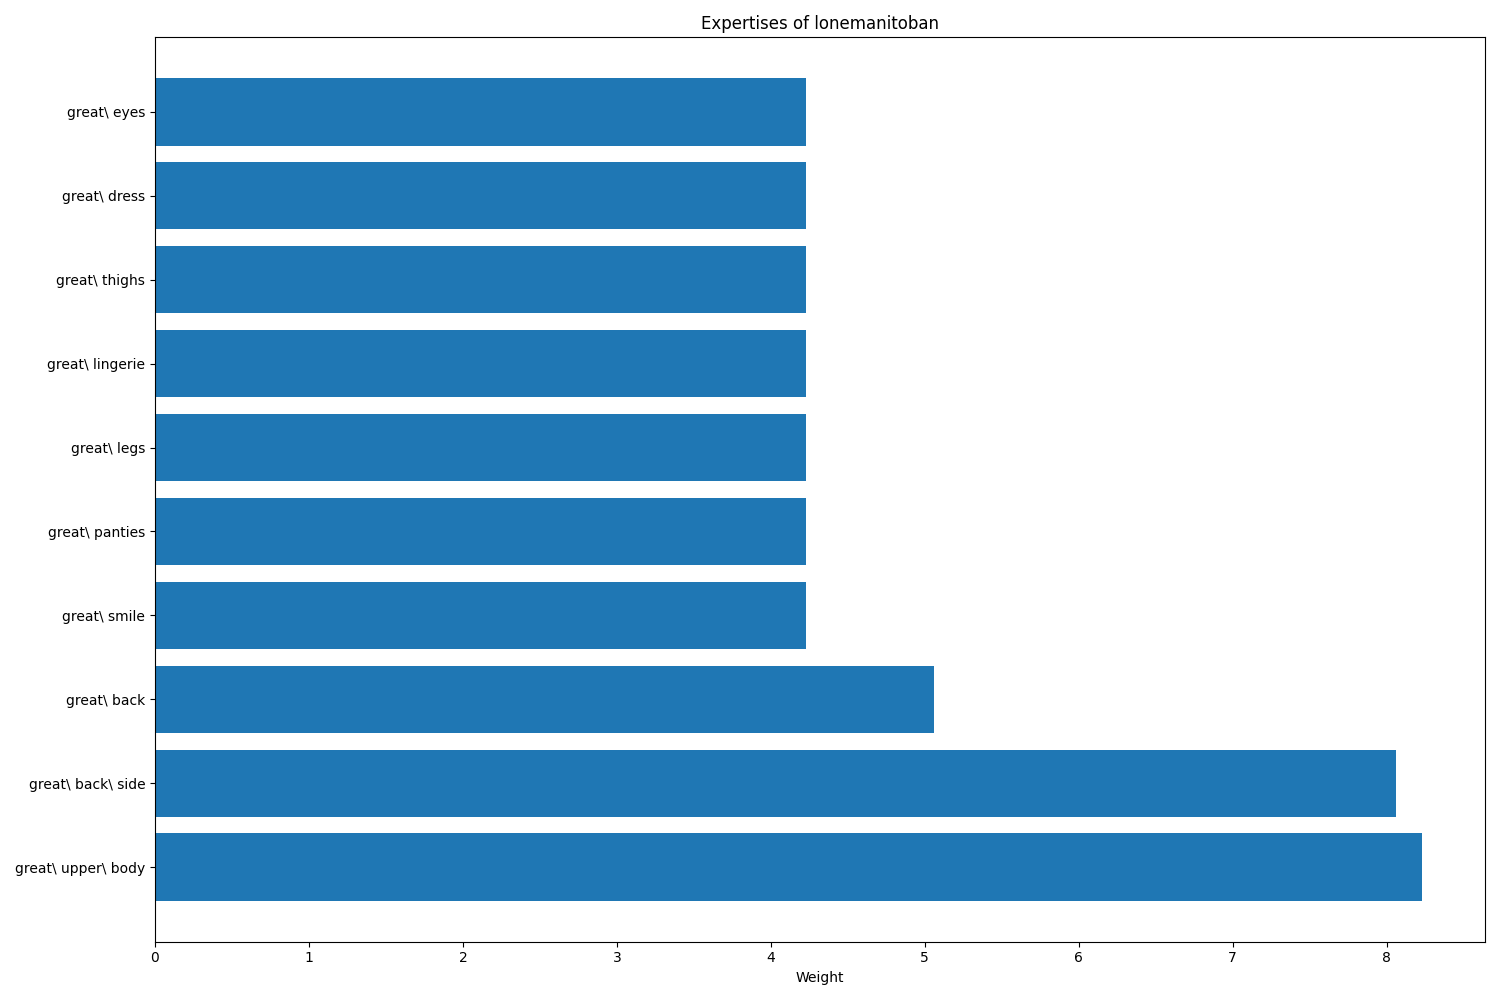 Expertises of lonemanitoban
great\ eyes
great\ dress
great\ thighs
great\ lingerie
great\ legs
great\ panties
great\ smile
great\ back
great\ back\ side
great\ upper\ body
0 1 2 3 4 5 6 7 8
Weight